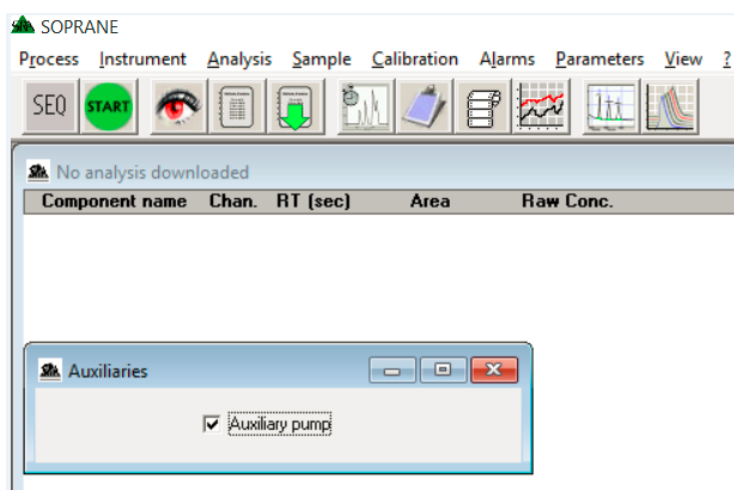 SOPRANE
Process Instrument Analysis Sample Calibration Alarms Parameters View ?
SEQ START
No analysis downloaded
Component name Chan. RT (sec) Area Raw Conc.
Auxiliaries
Auxiliary pump